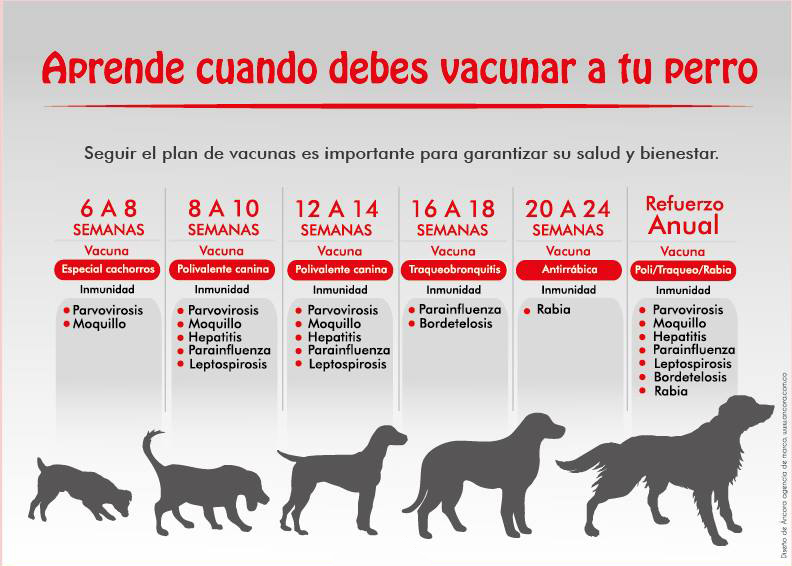 Aprende cuando debes vacunar a tu perro
Seguir el plan de vacunas es importante para garantizar su salud y bienestar.
6 A 8
SEMANAS
Vacuna
Especial cachorros
Inmunidad
Parvovirosis
Moquillo
8 A 10
SEMANAS
Vacuna
Polivalente canina
Inmunidad
Parvovirosis
Moquillo
Hepatitis
Parainfluenza
Leptospirosis
12 A 14
SEMANAS
Vacuna
Polivalente canina
Inmunidad
Parvovirosis
Moquillo
Hepatitis
Parainfluenza
Leptospirosis
16 A 18
SEMANAS
Vacuna
Traqueobronquitis
Inmunidad
Parainfluenza
Bordetelosis
20 A 24
SEMANAS
Vacuna
Antirrábica
Inmunidad
Rabia
Refuerzo
Anual
Vacuna
Poli/Traqueo/Rabia
Inmunidad
Parvovirosis
Moquillo
Hepatitis
Parainfluenza
Leptospirosis
Bordetelosis
Rabia
Diseño de Áncora agencia de marca. www.ancora.com.co